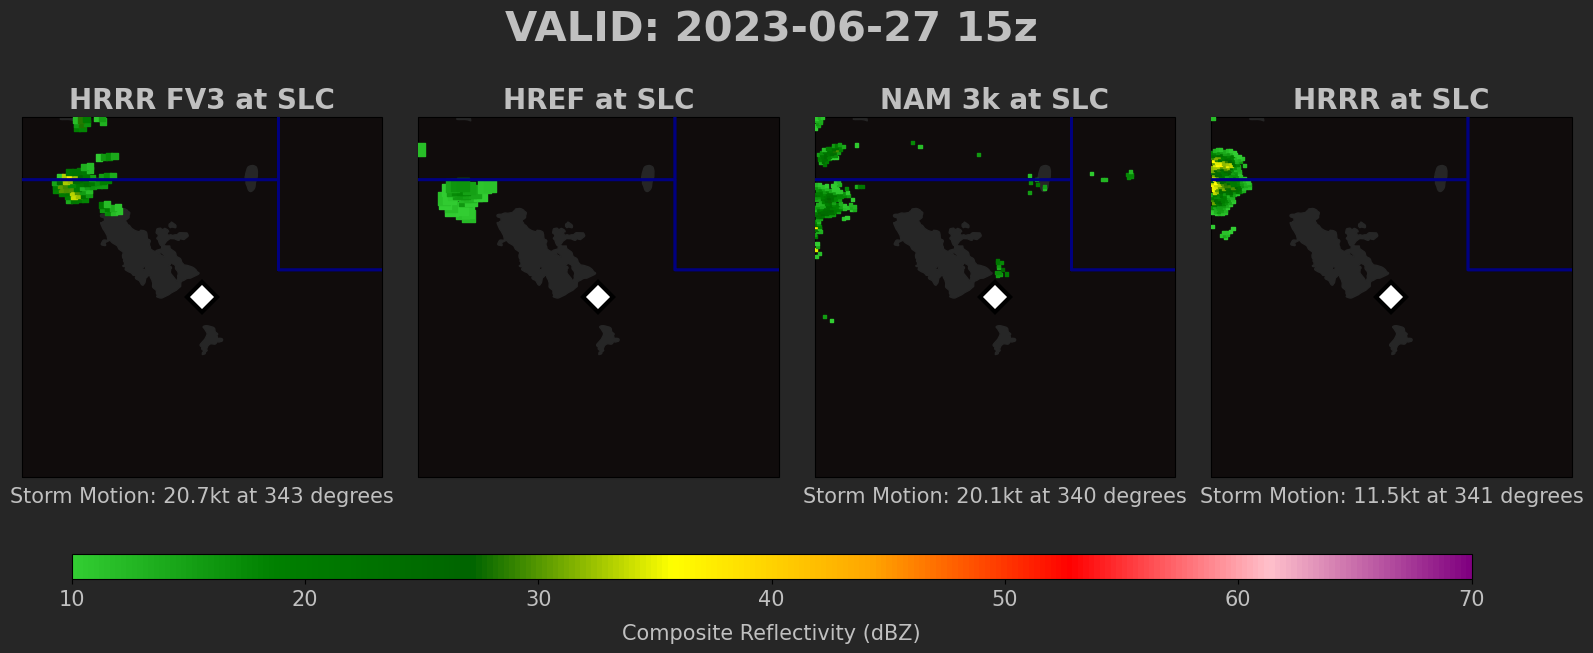 VALID: 2023-06-27 15z
HRRR FV3 at SLC
HREF at SLC
NAM 3k at SLC
HRRR at SLC
Storm Motion: 20.7kt at 343 degrees
Storm Motion: 20.1kt at 340 degrees
Storm Motion: 11.5kt at 341 degrees
10 20 30 40 50 60 70
Composite Reflectivity (dBZ)